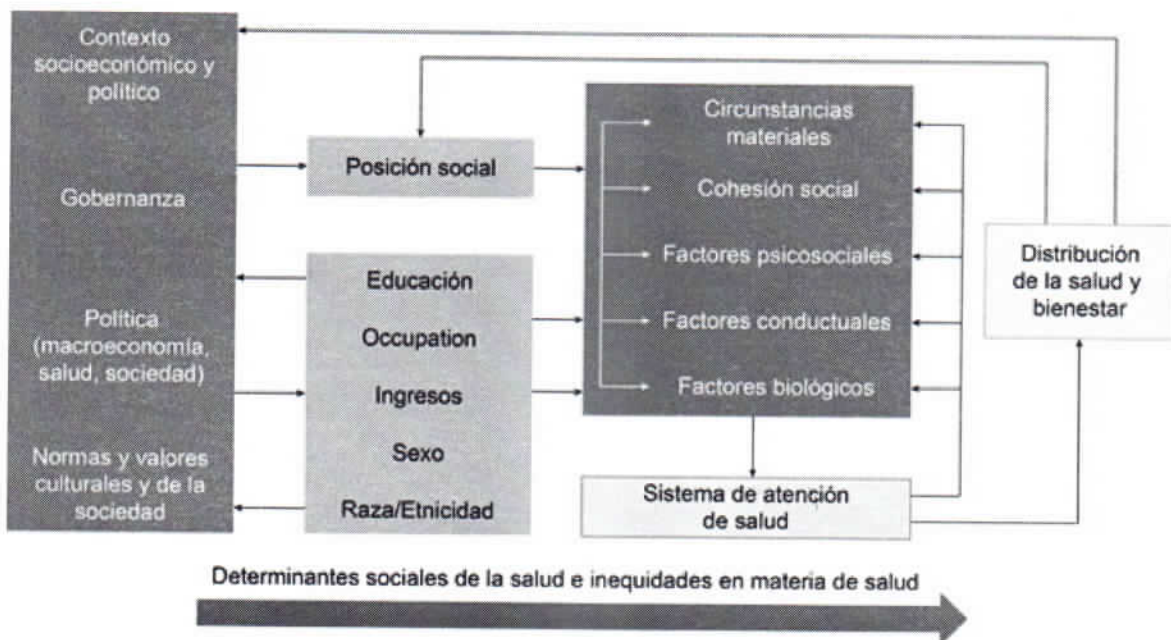 Contexto
socioeconómico y
político
Gobernanza
Política
(macroeconomía,
salud, sociedad)
Normas y valores
culturales y de la
sociedad
Posición social
Educación
Occupation
Ingresos
Sexo
Raza/Etnicidad
Circunstancias
materiales
Cohesión social
Factores psicosociales
Factores conductuales
Factores biológicos
Sistema de atención
de salud
Distribución
de la salud y
bienestar
Determinantes sociales de la salud e inequidades en materia de salud